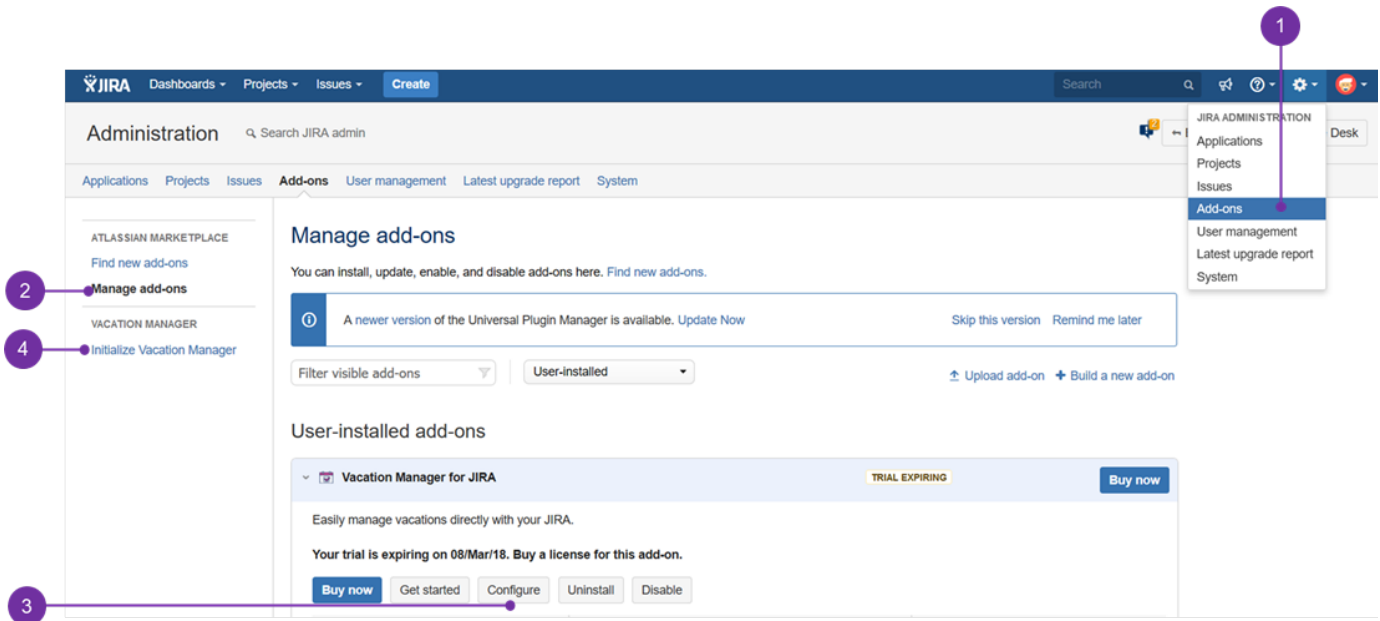 1
JIRA Dashboards Projects Issues Create Search
Administration Search JIRA admin 2 Desk
JIRA ADMINISTRATION
Applications
Projects
Issues
Add-ons
User management
Latest upgrade report
System
Applications Projects Issues Add-ons User management Latest upgrade report System
ATLASSIAN MARKETPLACE
Find new add-ons
2 Manage add-ons
VACATION MANAGER
4 Initialize Vacation Manager
Manage add-ons
You can install, update, enable, and disable add-ons here. Find new add-ons.
A newer version of the Universal Plugin Manager is available. Update Now Skip this version Remind me later
Filter visible add-ons User-installed Upload add-on Build a new add-on
User-installed add-ons
Vacation Manager for JIRA TRIAL EXPIRING Buy now
Easily manage vacations directly with your JIRA.
Your trial is expiring on 08/Mar/18. Buy a license for this add-on.
3 Buy now Get started Configure Uninstall Disable